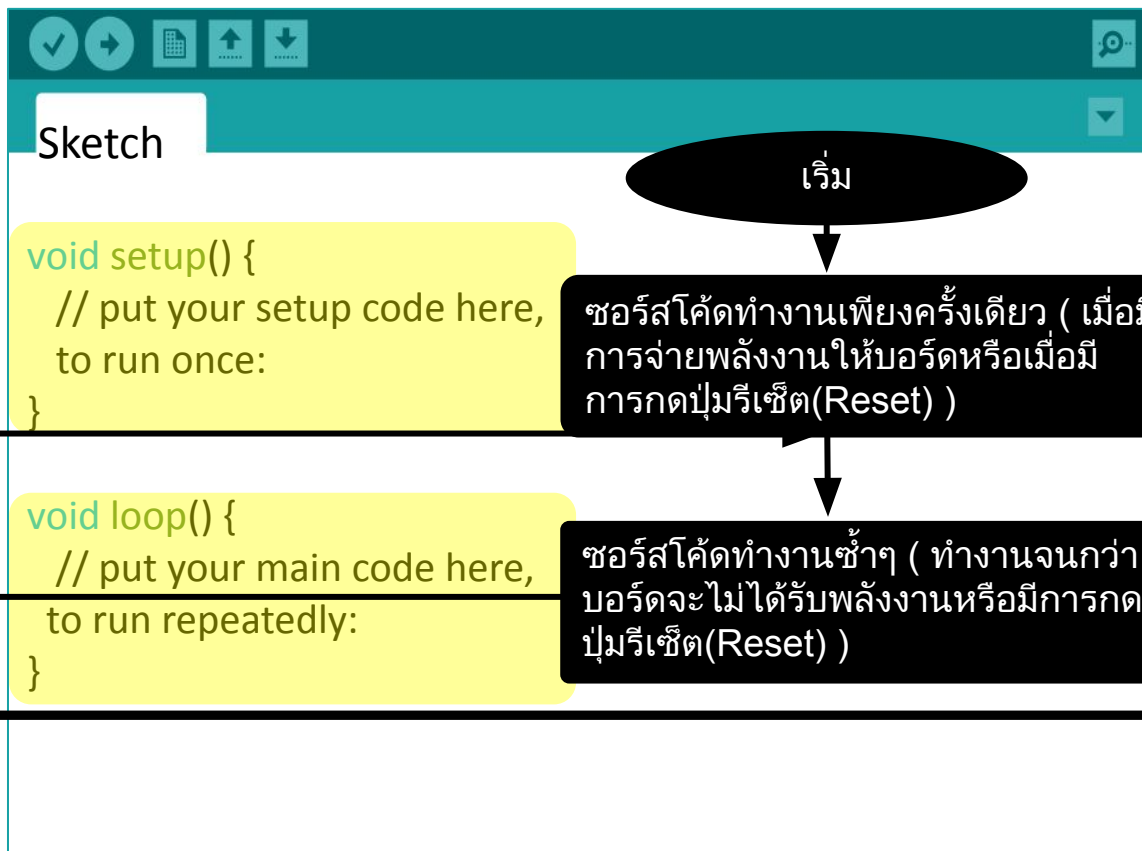 Sketch
เริ่ม
void setup() {
// put your setup code here,
to run once:
}
ซอร์สโค้ดทำงานเพียงครั้งเดียว ( เมื่อมี
การจ่ายพลังงานให้บอร์ดหรือเมื่อมี
การกดปุ่มรีเซ็ต(Reset) )
void loop() {
// put your main code here,
to run repeatedly:
}
ซอร์สโค้ดทำงานซ้ำๆ ( ทำงานจนกว่า
บอร์ดจะไม่ได้รับพลังงานหรือมีการกด
ปุ่มรีเซ็ต(Reset) )